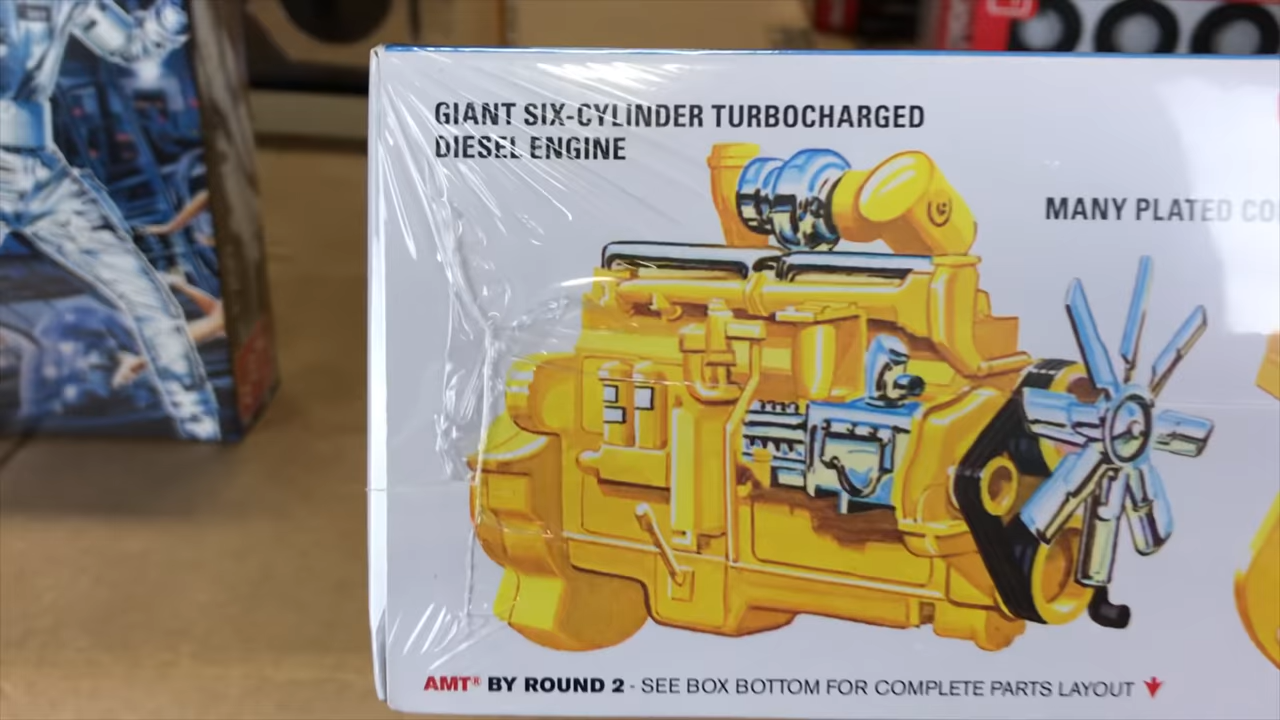 GIANT SIX-CYLINDER TURBOCHARGED
DIESEL ENGINE
MANY PLATED CO
AMT® BY ROUND 2 - SEE BOX BOTTOM FOR COMPLETE PARTS LAYOUT